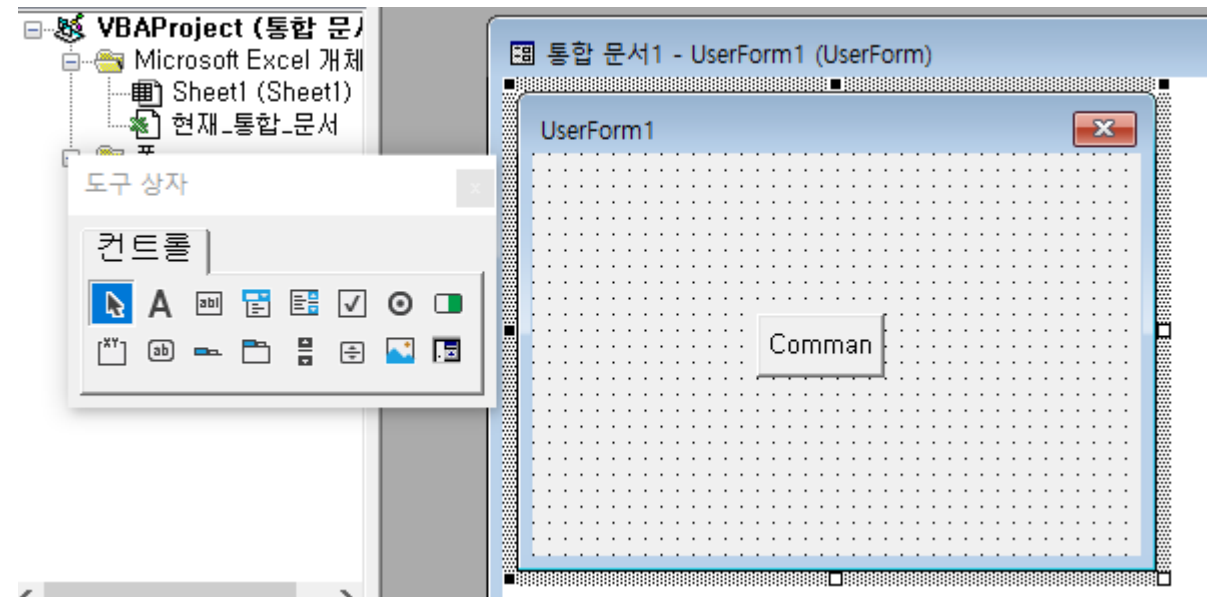 VBAProject (통합 문
Microsoft Excel 개체
Sheet1 (Sheet1)
현재_통합_문서
도구 상자
컨트롤
A
abl
XY
ab
통합 문서1 - UserForm1 (UserForm)
UserForm1
Comman